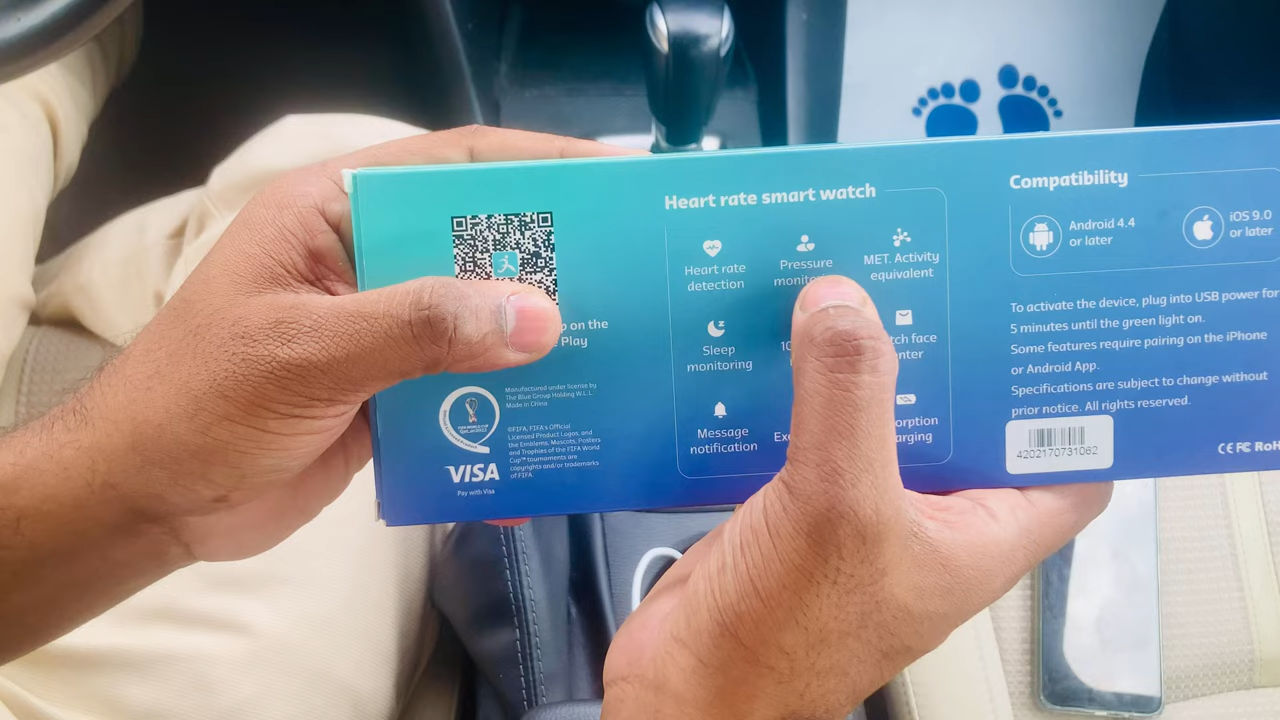 p on the
Play
Manufactured under license by
The Blue Group Holding W.L.L.
Made in China.
©FIFA, FIFA's Official
Licensed Product Logos, and
the Emblems, Mascots, Posters
and Trophies of the FIFA World
Cup™ tournaments are
copyrights and/or trademarks
of FIFA.
VISA
Pay with Visa
Heart rate smart watch
Heart rate
detection
Pressure
MET. Activity
equivalent
Sleep
monitoring
face
Message
notification
Compatibility
Android 4.4
or later
iOS 9.0
or later
To activate the device, plug into USB power for
5 minutes until the green light on.
Some features require pairing on the iPhone
or Android App.
Specifications are subject to change without
prior notice. All rights reserved.
4202170731062
CE FC RoH